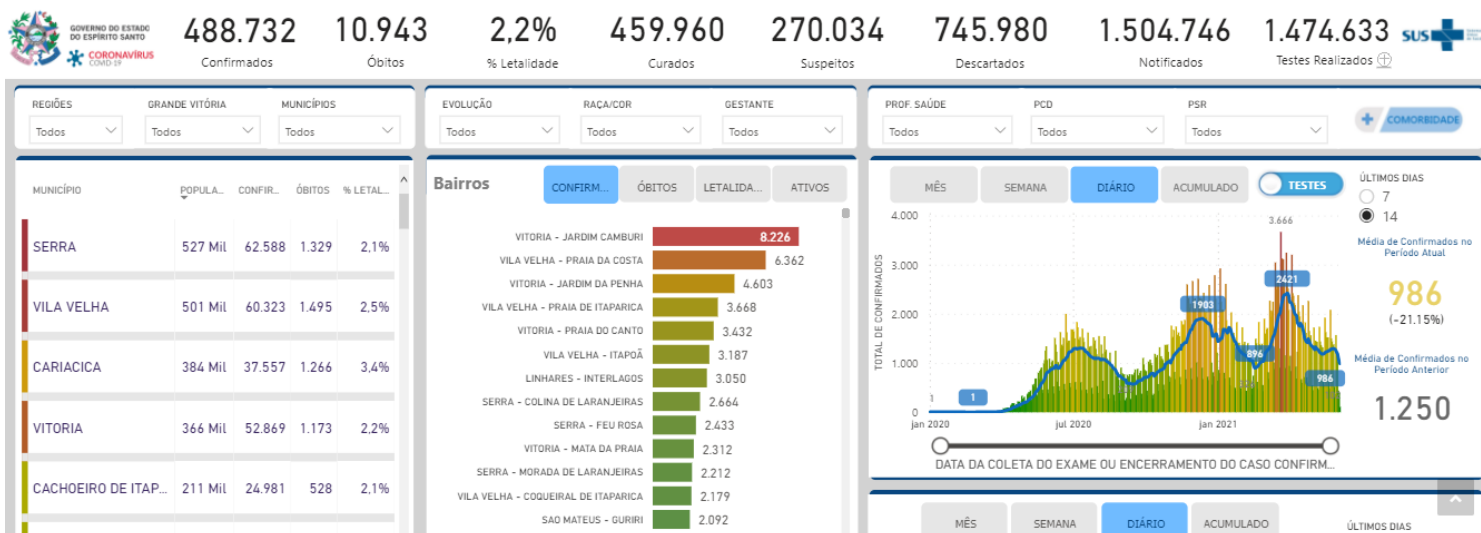 GOVERNO DO ESTADO
DO ESPÍRITO SANTO
CORONAVÍRUS
COVID-19
488.732
Confirmados
10.943
Óbitos
2,2%
% Letalidade
459.960
Curados
270.034
Suspeitos
745.980
Descartados
1.504.746
Notificados
1.474.633
Testes Realizados
SUS
REGIÕES GRANDE VITÓRIA MUNICÍPIOS
Todos Todos Todos
EVOLUÇÃO RAÇA/COR GESTANTE
Todos Todos Todos
PROF. SAÚDE PCD PSR
Todos Todos Todos
+ COMORBIDADE
MUNICÍPIO POPULA... CONFIR... ÓBITOS % LETAL...
SERRA 527 Mil 62.588 1.329 2,1%
VILA VELHA 501 Mil 60.323 1.495 2,5%
CARIACICA 384 Mil 37.557 1.266 3,4%
VITORIA 366 Mil 52.869 1.173 2,2%
CACHOEIRO DE ITAP... 211 Mil 24.981 528 2,1%
Bairros
CONFIRM... ÓBITOS LETALIDA... ATIVOS
VITORIA - JARDIM CAMBURI 8.226
VILA VELHA - PRAIA DA COSTA 6.362
VITORIA - JARDIM DA PENHA 4.603
VILA VELHA - PRAIA DE ITAPARICA 3.668
VITORIA - PRAIA DO CANTO 3.432
VILA VELHA - ITAPOÃ 3.187
LINHARES - INTERLAGOS 3.050
SERRA - COLINA DE LARANJEIRAS 2.664
SERRA - FEU ROSA 2.433
VITORIA - MATA DA PRAIA 2.312
SERRA - MORADA DE LARANJEIRAS 2.212
VILA VELHA - COQUEIRAL DE ITAPARICA 2.179
SAO MATEUS - GURIRI 2.092
MÊS SEMANA DIÁRIO ACUMULADO TESTES
TOTAL DE CONFIRMADOS
4.000
3.000
2.000
1.000
0
3.666
2421
1903
896
986
1
1
jan 2020 jul 2020 jan 2021
DATA DA COLETA DO EXAME OU ENCERRAMENTO DO CASO CONFIRM...
ÚLTIMOS DIAS
7
14
Média de Confirmados no
Período Atual
986
(-21.15%)
Média de Confirmados no
Período Anterior
1.250
MÊS SEMANA DIÁRIO ACUMULADO
ÚLTIMOS DIAS